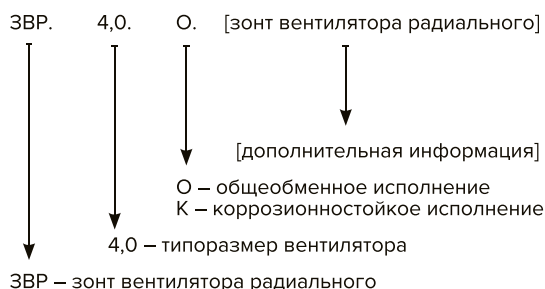 ЗВР. 4,0. О. [зонт вентилятора радиального]
[дополнительная информация]
О – общеобменное исполнение
К – коррозионностойкое исполнение
4,0 – типоразмер вентилятора
ЗВР – зонт вентилятора радиального